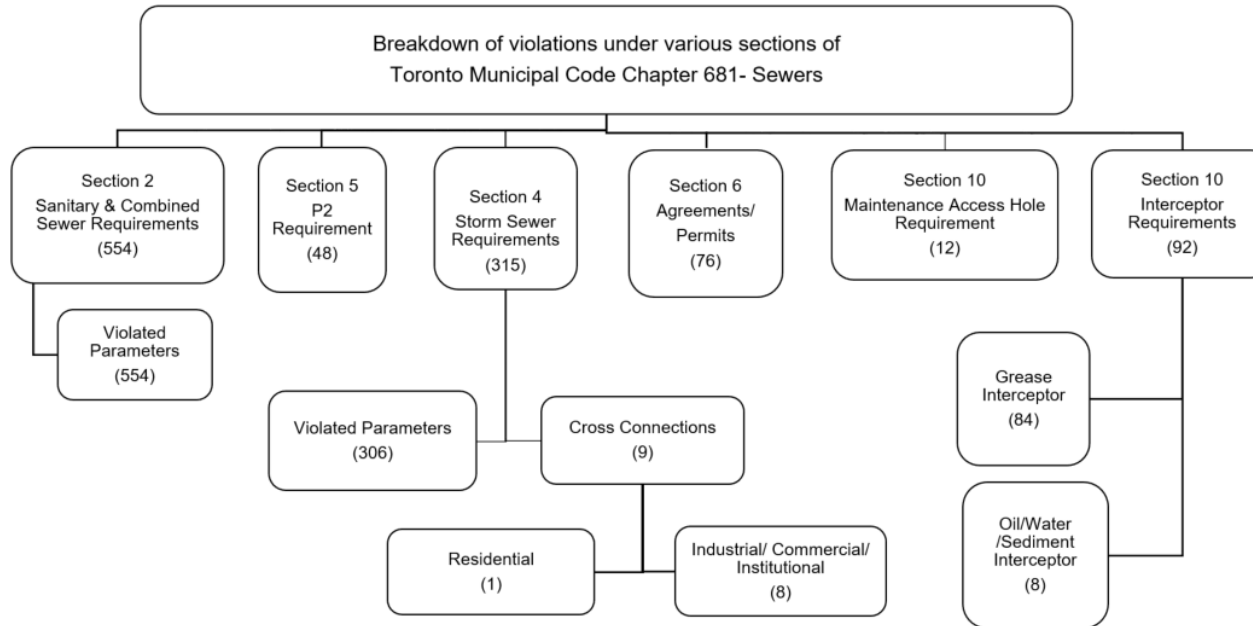 Breakdown of violations under various sections of
Toronto Municipal Code Chapter 681- Sewers
Section 2
Sanitary & Combined
Sewer Requirements
(554)
Section 5
P2
Requirement
(48)
Section 4
Storm Sewer
Requirements
(315)
Section 6
Agreements/
Permits
(76)
Section 10
Maintenance Access Hole
Requirement
(12)
Section 10
Interceptor
Requirements
(92)
Violated
Parameters
(554)
Violated Parameters
(306)
Cross Connections
(9)
Grease
Interceptor
(84)
Residential
(1)
Industrial/ Commercial/
Institutional
(8)
Oil/Water
/Sediment
Interceptor
(8)